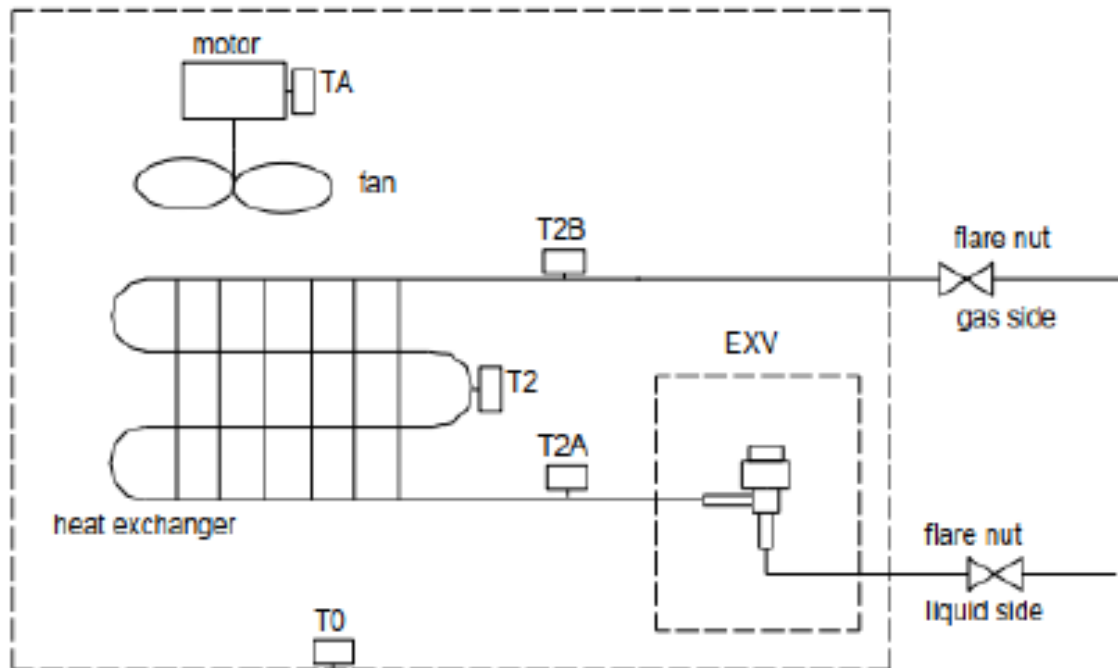 motor
TA
fan
T2B
flare nut
gas side
EXV
T2
T2A
heat exchanger
flare nut
liquid side
T0